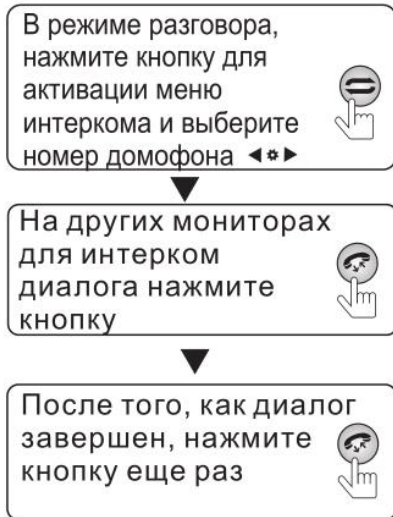 В режиме разговора,
нажмите кнопку для
активации меню
интеркома и выберите
номер домофона
На других мониторах
для интерком
диалога нажмите
кнопку
После того, как диалог
завершен, нажмите
кнопку еще раз